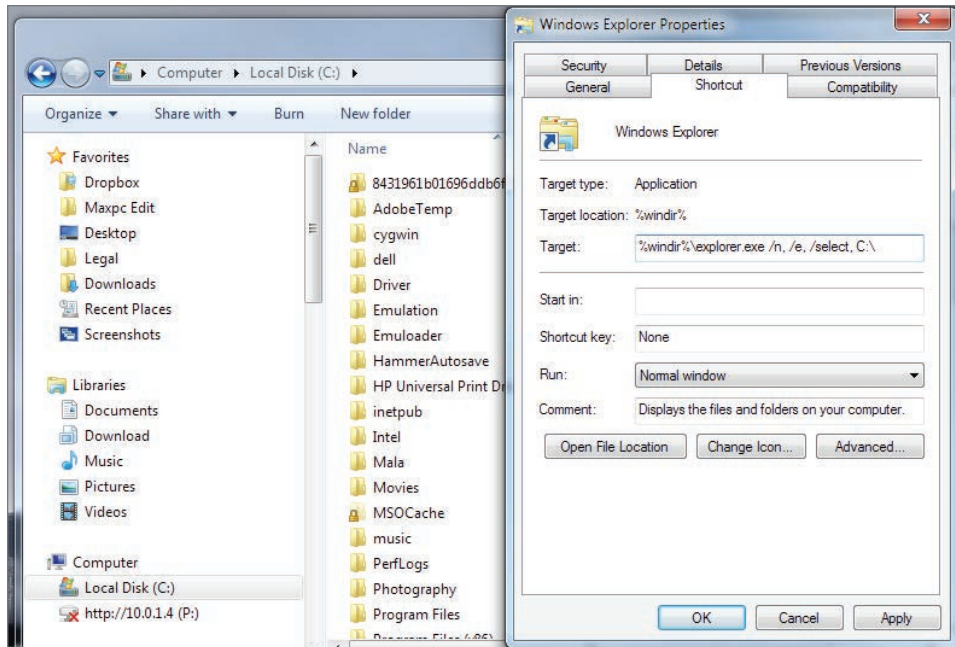 Computer Local Disk (C:)
Organize Share with Burn New folder
Favorites
Dropbox
Maxpc Edit
Desktop
Legal
Downloads
Recent Places
Screenshots
Libraries
Documents
Download
Music
Pictures
Videos
Computer
Local Disk (C:)
http://10.0.1.4 (P:)
Name
8431961b01696ddb6f
AdobeTemp
cygwin
dell
Driver
Emulation
Emuloader
HammerAutosave
HP Universal Print Dr
inetpub
Intel
Mala
Movies
MSOCache
music
PerfLogs
Photography
Program Files
Program Files (x86)
Windows Explorer Properties
Security Details Previous Versions
General Shortcut Compatibility
Windows Explorer
Target type: Application
Target location: %windir%
Target: %windir%\explorer.exe /n, /e, /select, C:\
Start in:
Shortcut key: None
Run: Normal window
Comment: Displays the files and folders on your computer.
Open File Location Change Icon... Advanced...
OK Cancel Apply